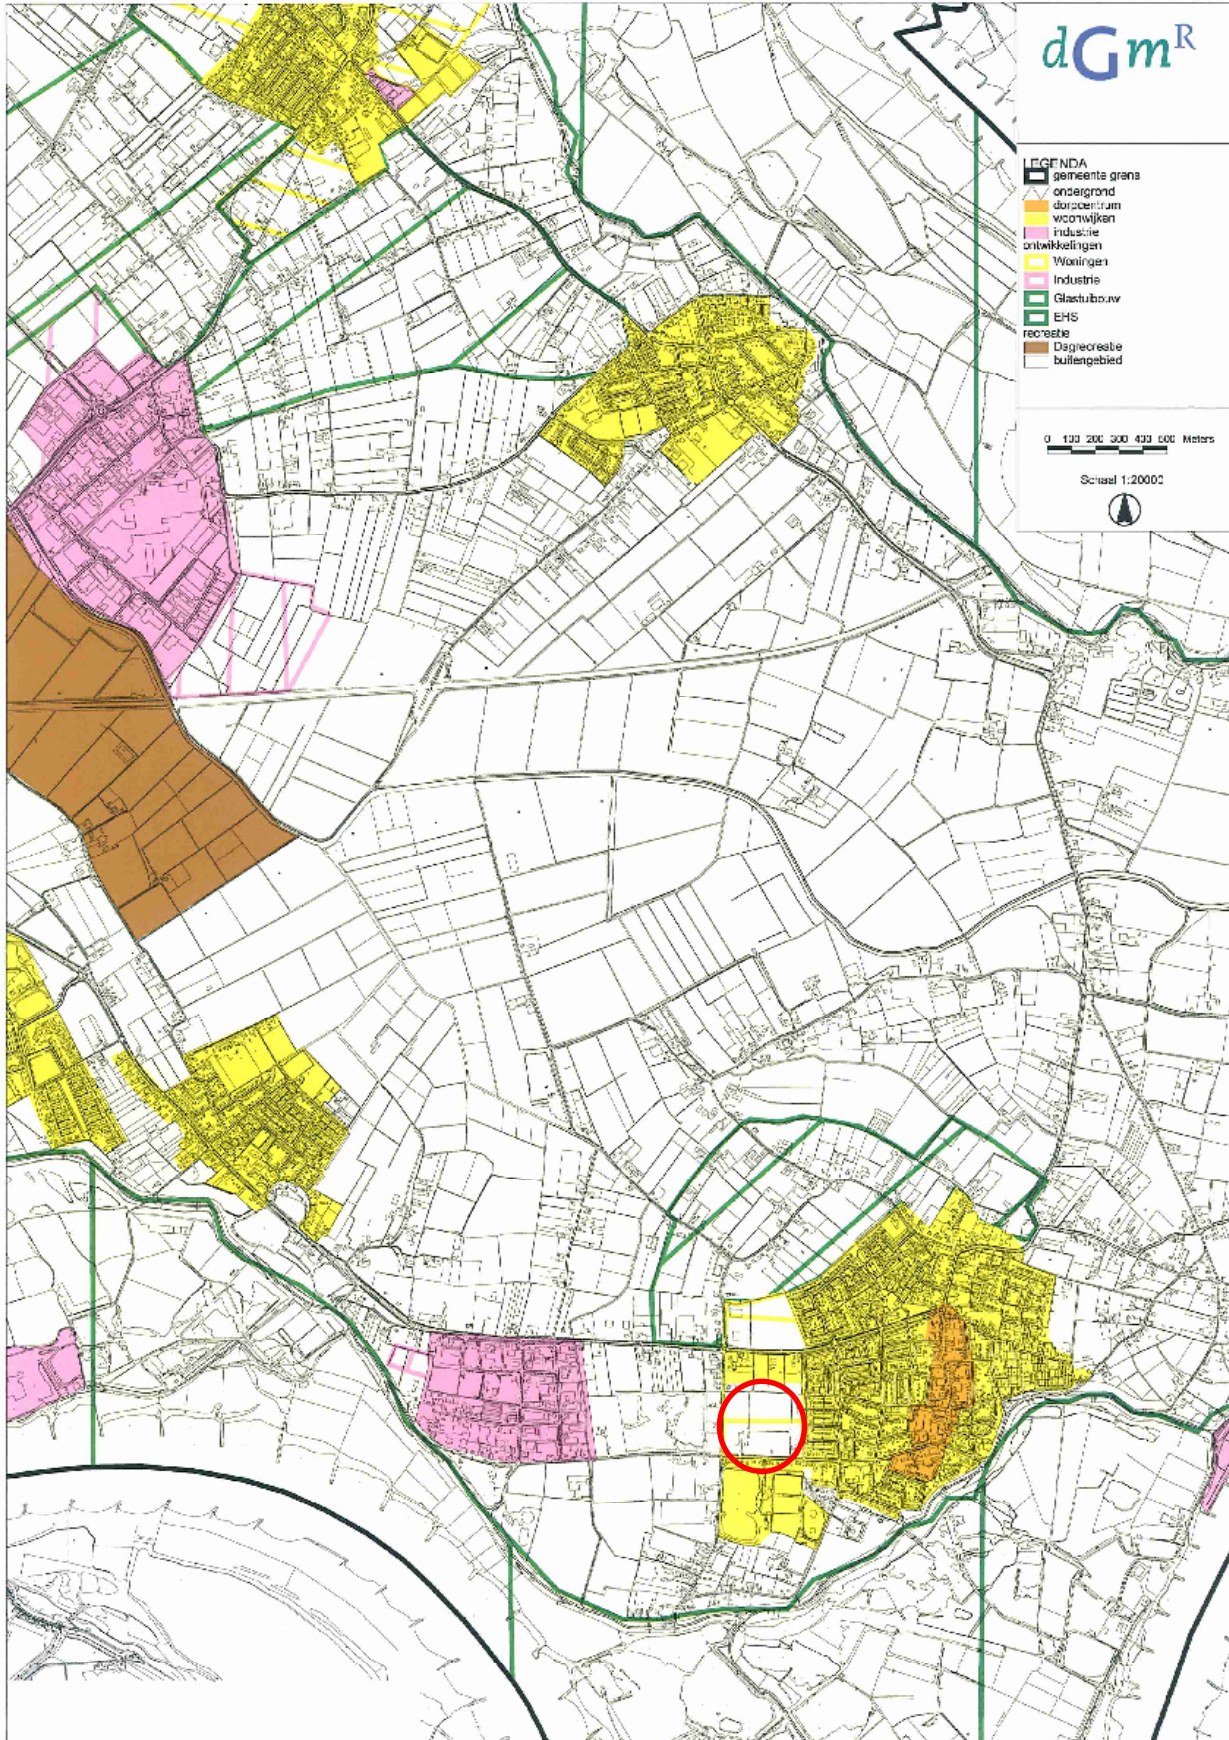 dGmR
LEGENDA
gemeente grens
ondergrond
dorpcentrum
woonwijken
industrie
ontwikkelingen
Woningen
Industrie
Glastuibouw
EHS
recreatie
Dagrecreatie
buitengebied
0 100 200 300 400 500 Meters
Schaal 1:20000